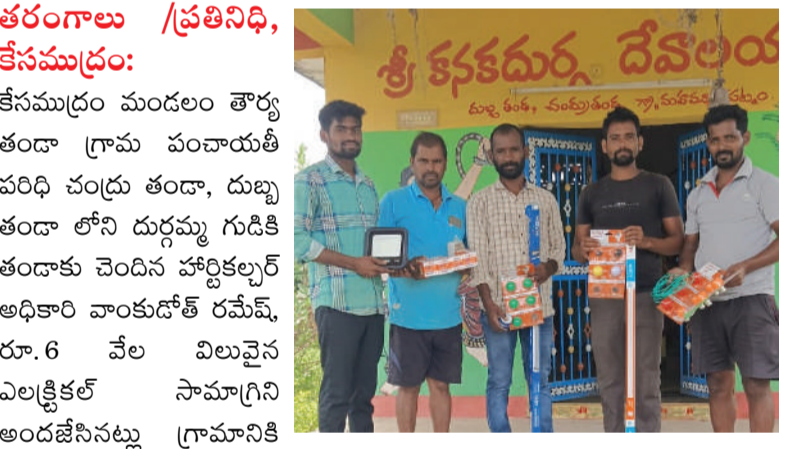 తరంగాలు /ప్రతినిధి,
కేసముద్రం:
కేసముద్రం మండలం తౌర్య
తండా గ్రామ పంచాయతీ
పరిధి చంద్రు తండా, దుబ్బ
తండా లోని దుర్గమ్మ గుడికి
తండాకు చెందిన హార్టికల్చర్
అధికారి వాంకుడోత్ రమేష్,
రూ. 6 వేల విలువైన
ఎలక్ట్రికల్ సామాగ్రిని
అందజేసినట్లు గ్రామానికి
శ్రీ కనకదుర్గ దేవాలయ
దుబ్బ తండ, చంద్రుతండ